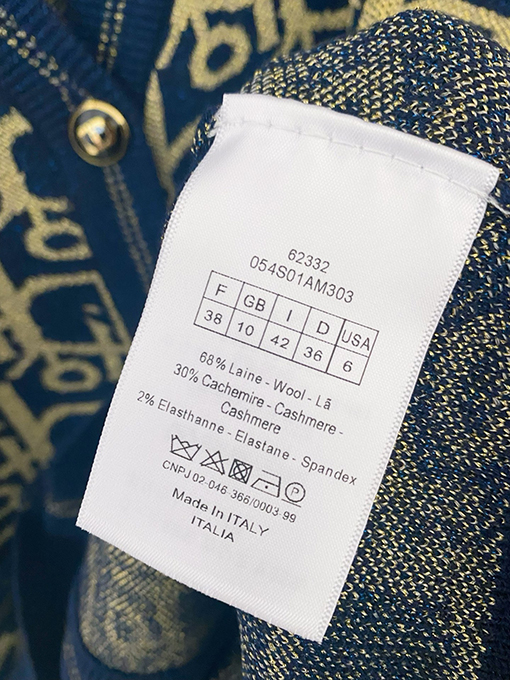 62332
054S01AM303
F GB I D USA
38 10 42 36 6
68% Laine - Wool - Lã
30% Cachemire - Cashmere -
Cashmere
2% Elasthanne - Elastane - Spandex
P
CNPJ 02-046 366/0003-99
Made In ITALY
ITALIA